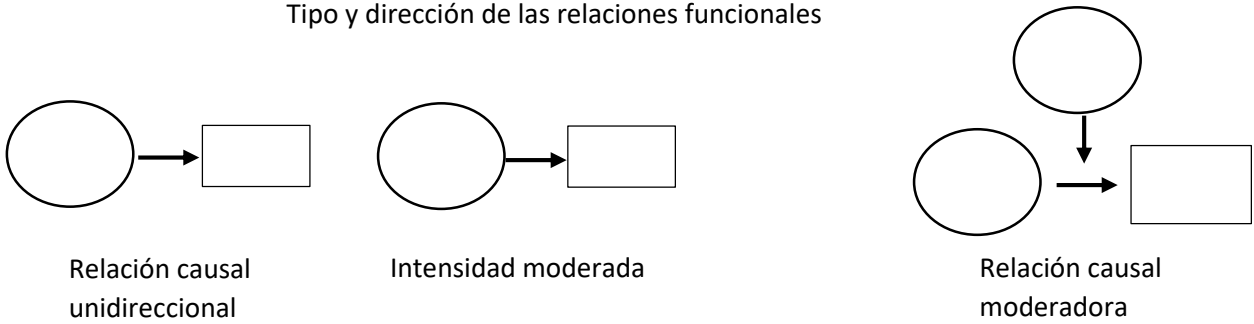 Tipo y dirección de las relaciones funcionales
Relación causal
unidireccional
Intensidad moderada
Relación causal
moderadora